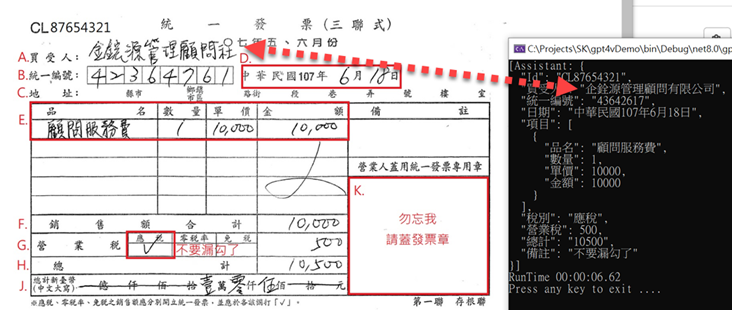 CL87654321 統一發票(三聯式)
〇七年五、六月份
A.買受人: 源管理顧問社
B.統一編號: 4 2 3 6 4 7 6 1
D.
中華民國107年6月18日
C.地址: 縣市 鄉鎮市區 路街 段 巷 弄 號 樓 室
E.
品名 數量 單價 金額 備註
顧問服務費 1 10,000 10,000
營業人蓋用統一發票專用章
K.
勿忘我
請蓋發票章
F. 銷售額合計 10,000
G. 營業稅 應稅 零稅率 免稅 500
√ 不要漏勾了
H. 總計 10,500
J. 總計新臺幣(中文大寫) 億 仟 佰 拾 壹萬 零仟 伍佰 拾 元
※應稅、零稅率、免稅之銷售額應分別開立統一發票,並應於各該欄打「√」。
第一聯 存根聯
C:\Projects\SK\gpt4vDemo\bin\Debug\net8.0\gp
[Assistant: {
"Id": "CL87654321",
"買受 "企銓源管理顧問有限公司",
"統一編號": "43642617",
"日期": "中華民國107年6月18日",
"項目": [
{
"品名": "顧問服務費",
"數量": 1,
"單價": 10000,
"金額": 10000
}
],
"稅別": "應稅",
"營業稅": 500,
"總計": "10500",
"備註": "不要漏勾了"
}]
RunTime 00:00:06.62
Press any key to exit ....